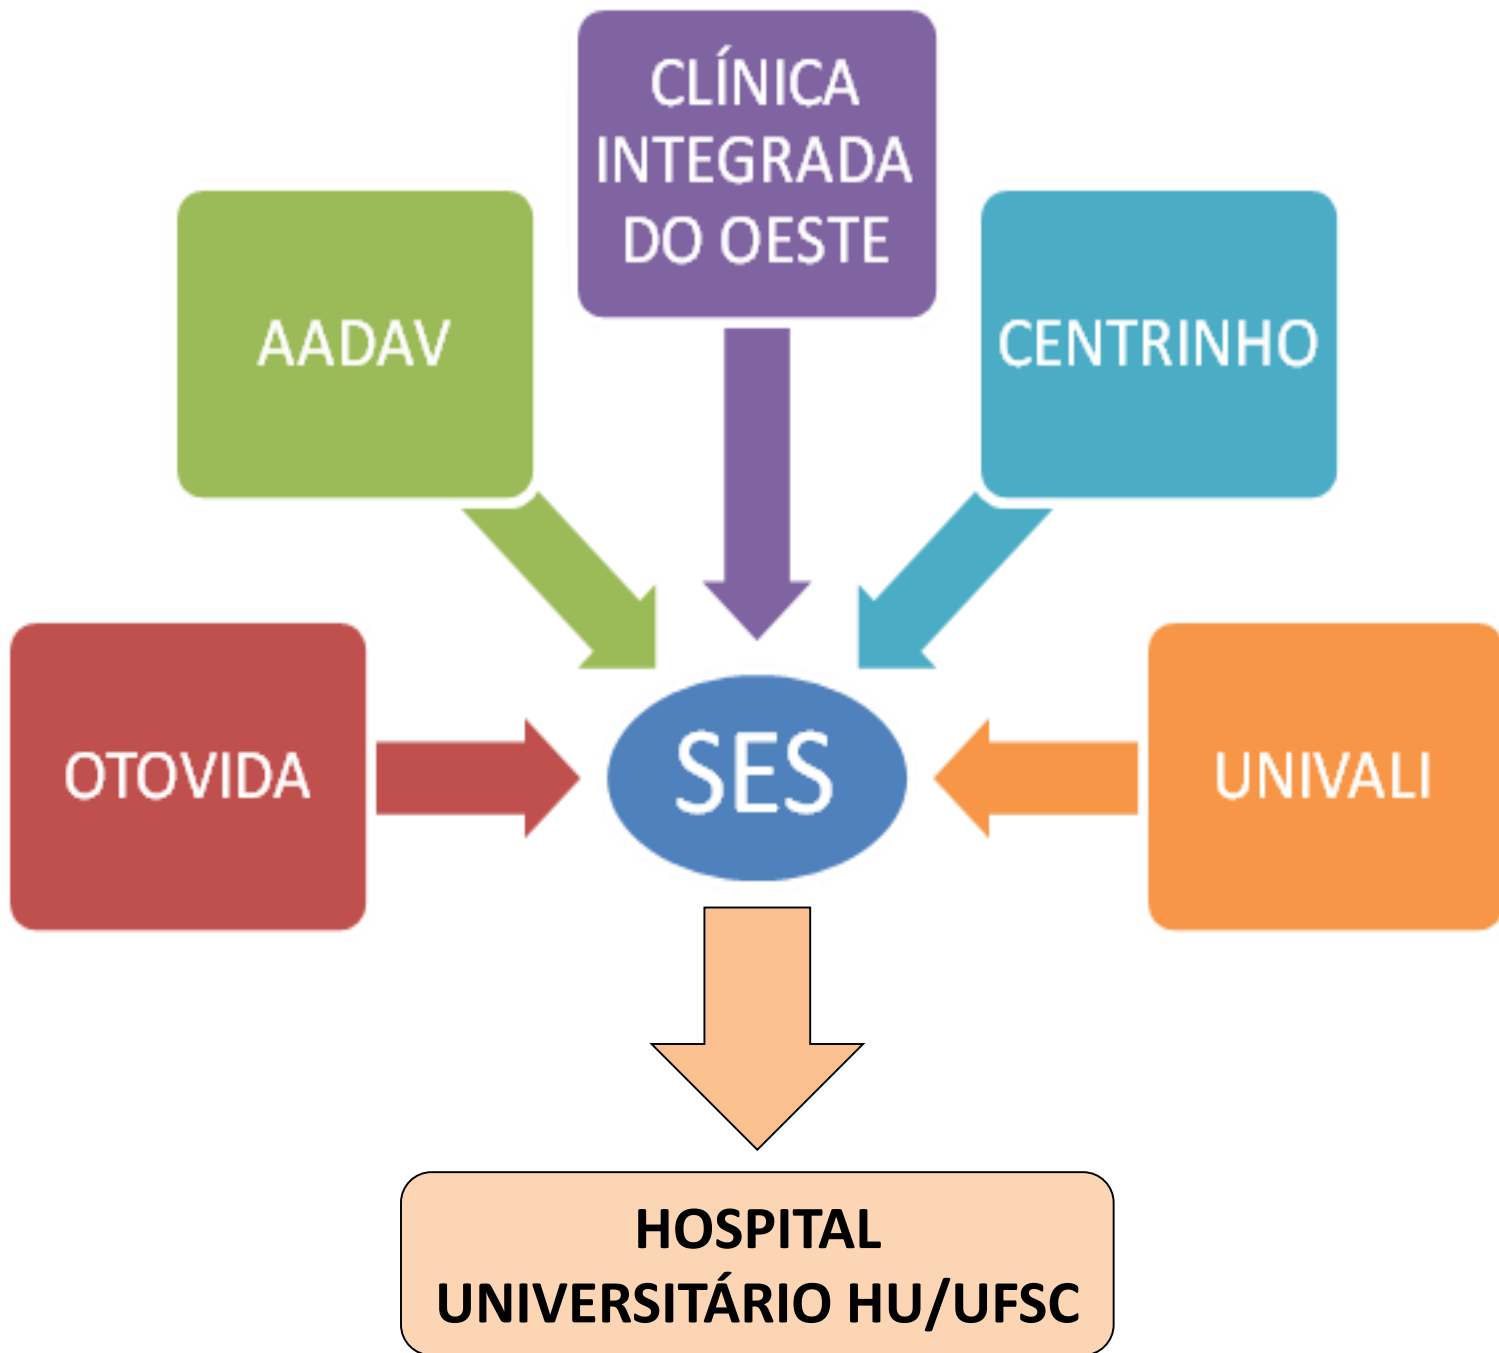 CLÍNICA
INTEGRADA
DO OESTE
AADAV
CENTRINHO
OTOVIDA
SES
UNIVALI
HOSPITAL
UNIVERSITÁRIO HU/UFSC